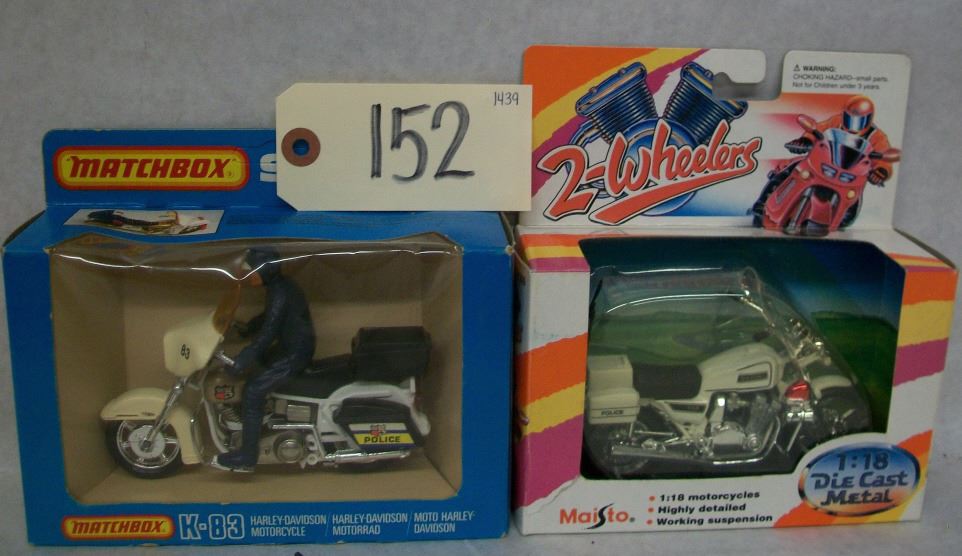 MATCHBOX
S
1439
152
83
POLICE
MATCHBOX
K-83
HARLEY-DAVIDSON
MOTORCYCLE
HARLEY-DAVIDSON
MOTORRAD
MOTO HARLEY-
DAVIDSON
WARNING:
CHOKING HAZARD--small parts.
Not for Children under 3 years.
2-Wheelers
POLICE
1:18
Die Cast
Metal
• 1:18 motorcycles
• Highly detailed
• Working suspension
Maisto.